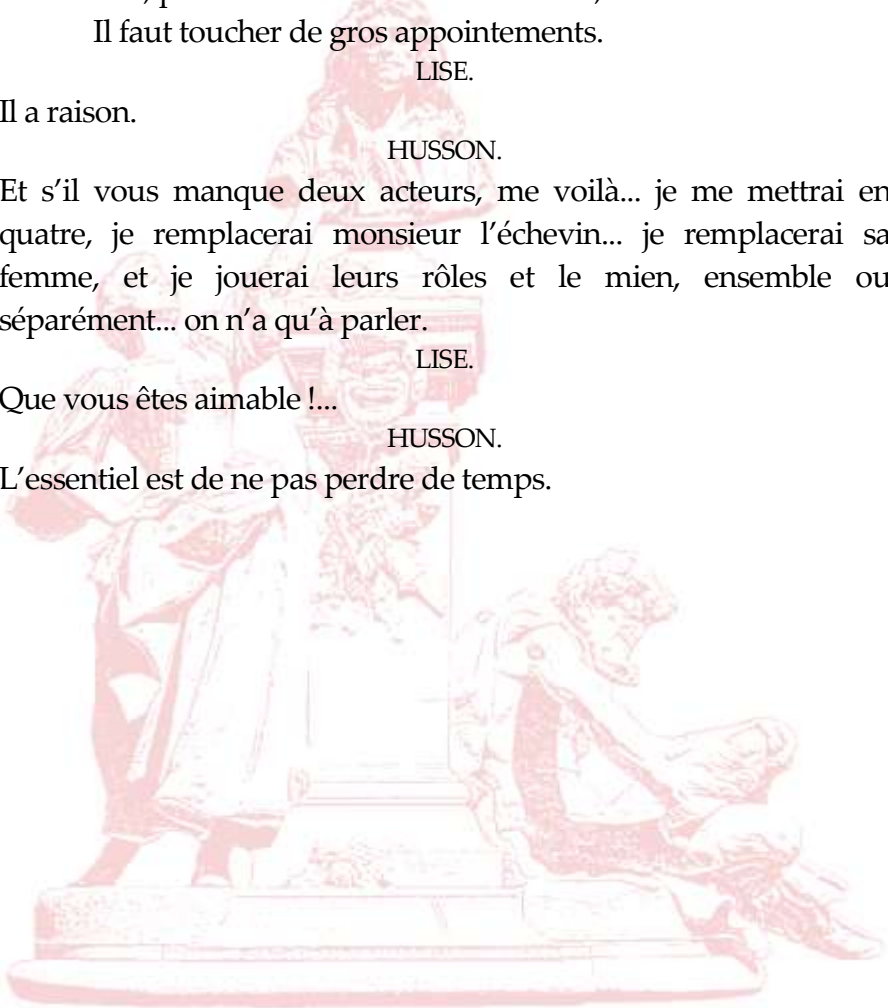 Il faut toucher de gros appointements.
LISE.
Il a raison.
HUSSON.
Et s’il vous manque deux acteurs, me voilà... je me mettrai en
quatre, je remplacerai monsieur l’échevin... je remplacerai sa
femme, et je jouerai leurs rôles et le mien, ensemble ou
séparément... on n’a qu’à parler.
LISE.
Que vous êtes aimable !...
HUSSON.
L’essentiel est de ne pas perdre de temps.